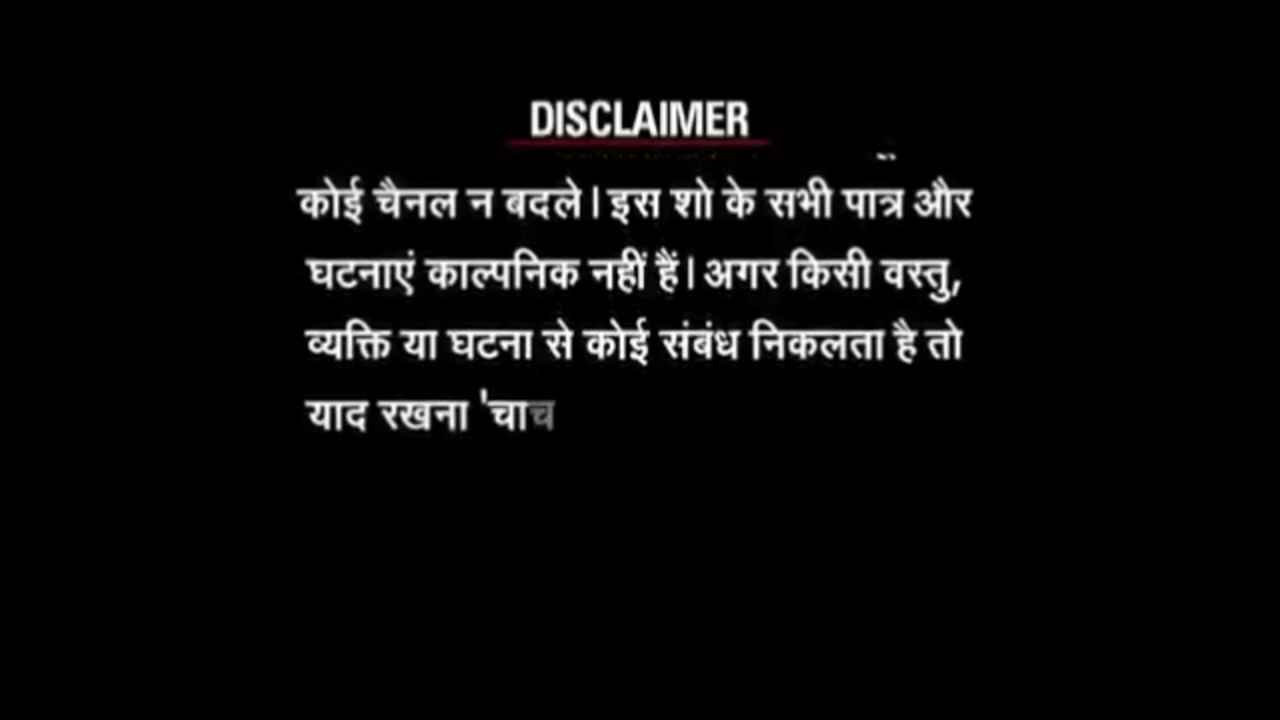 DISCLAIMER
कोई चैनल न बदले। इस शो के सभी पात्र और
घटनाएं काल्पनिक नहीं हैं। अगर किसी वस्तु,
व्यक्ति या घटना से कोई संबंध निकलता है तो
याद रखना 'चाच